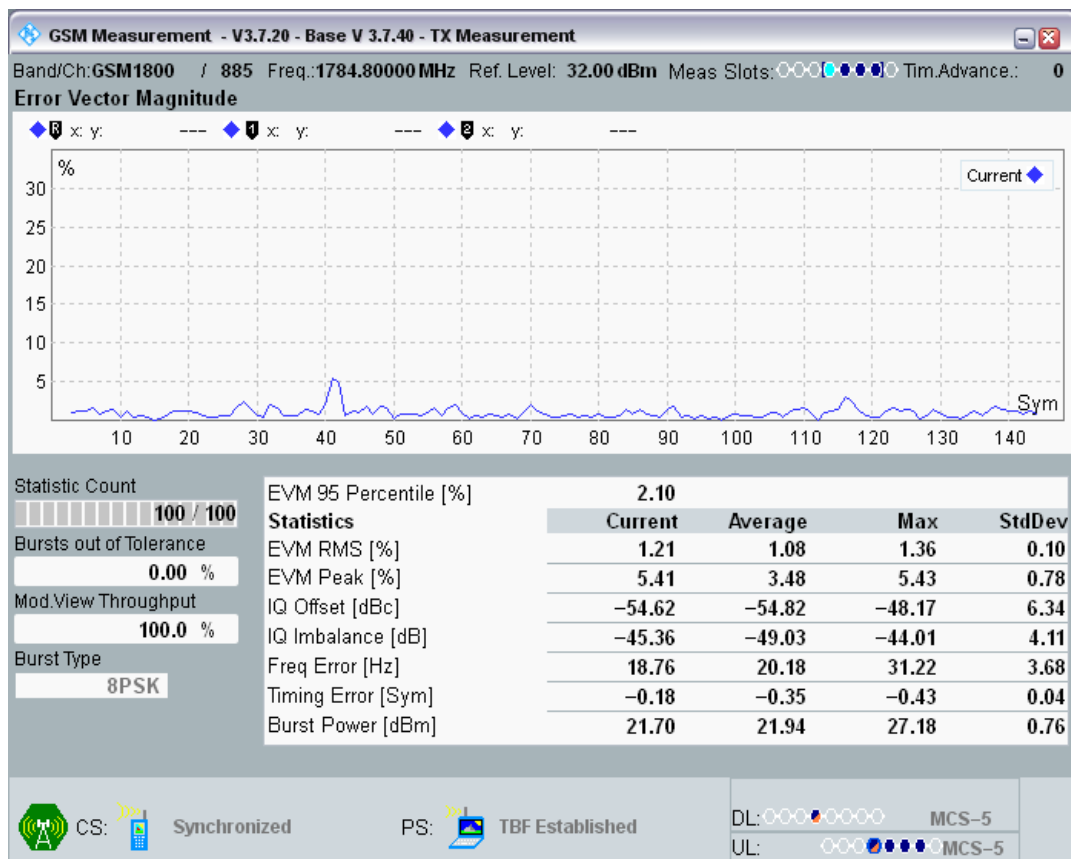 GSM Measurement - V3.7.20 - Base V 3.7.40 - TX Measurement
Band/Ch:GSM1800 / 885 Freq.:1784.80000 MHz Ref. Level: 32.00 dBm Meas Slots: Tim.Advance.: 0
Error Vector Magnitude
R x: y: --- 1 x: y: --- 2 x: y: ---
%
Current
30
25
20
15
10
5
Sym
10 20 30 40 50 60 70 80 90 100 110 120 130 140
Statistic Count
100 / 100
Bursts out of Tolerance
0.00 %
Mod.View Throughput
100.0 %
Burst Type
8PSK
EVM 95 Percentile [%] 2.10
Statistics Current Average Max StdDev
EVM RMS [%] 1.21 1.08 1.36 0.10
EVM Peak [%] 5.41 3.48 5.43 0.78
IQ Offset [dBc] −54.62 −54.82 −48.17 6.34
IQ Imbalance [dB] −45.36 −49.03 −44.01 4.11
Freq Error [Hz] 18.76 20.18 31.22 3.68
Timing Error [Sym] −0.18 −0.35 −0.43 0.04
Burst Power [dBm] 21.70 21.94 27.18 0.76
CS: Synchronized PS: TBF Established
DL: MCS−5
UL: MCS−5